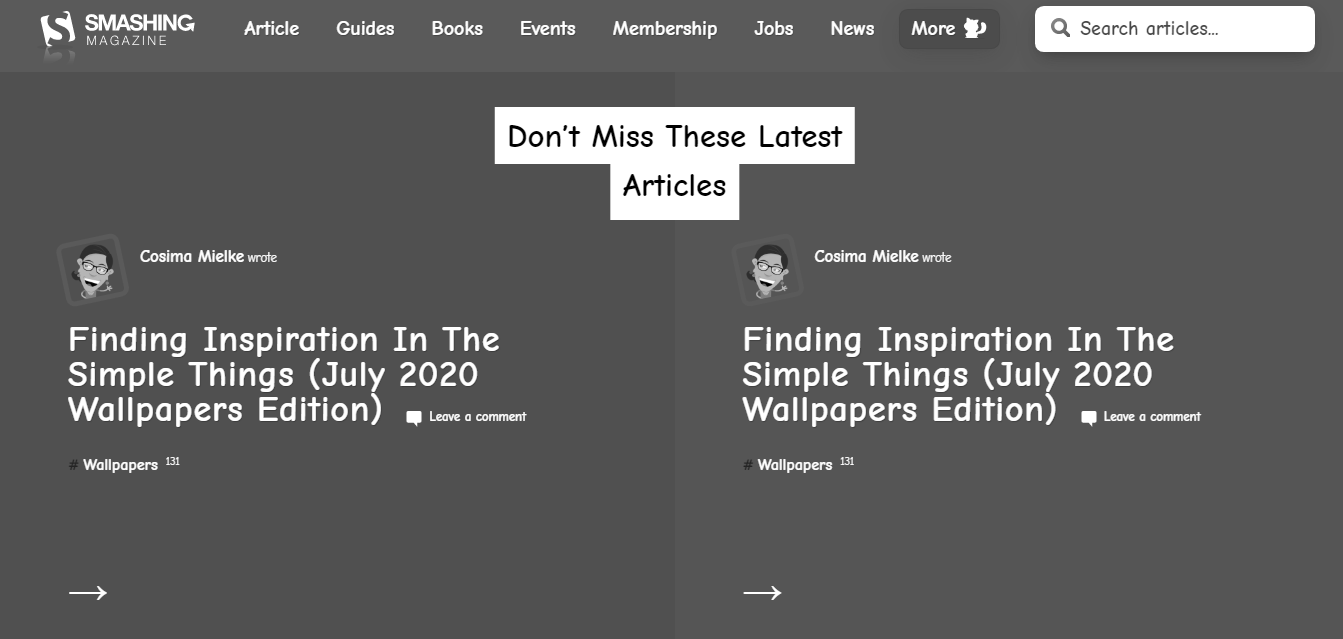 SMASHING
MAGAZINE
Article Guides Books Events Membership Jobs News More Search articles...
Don't Miss These Latest
Articles
Cosima Mielke wrote
Finding Inspiration In The
Simple Things (July 2020
Wallpapers Edition) Leave a comment
# Wallpapers 131
Cosima Mielke wrote
Finding Inspiration In The
Simple Things (July 2020
Wallpapers Edition) Leave a comment
# Wallpapers 131